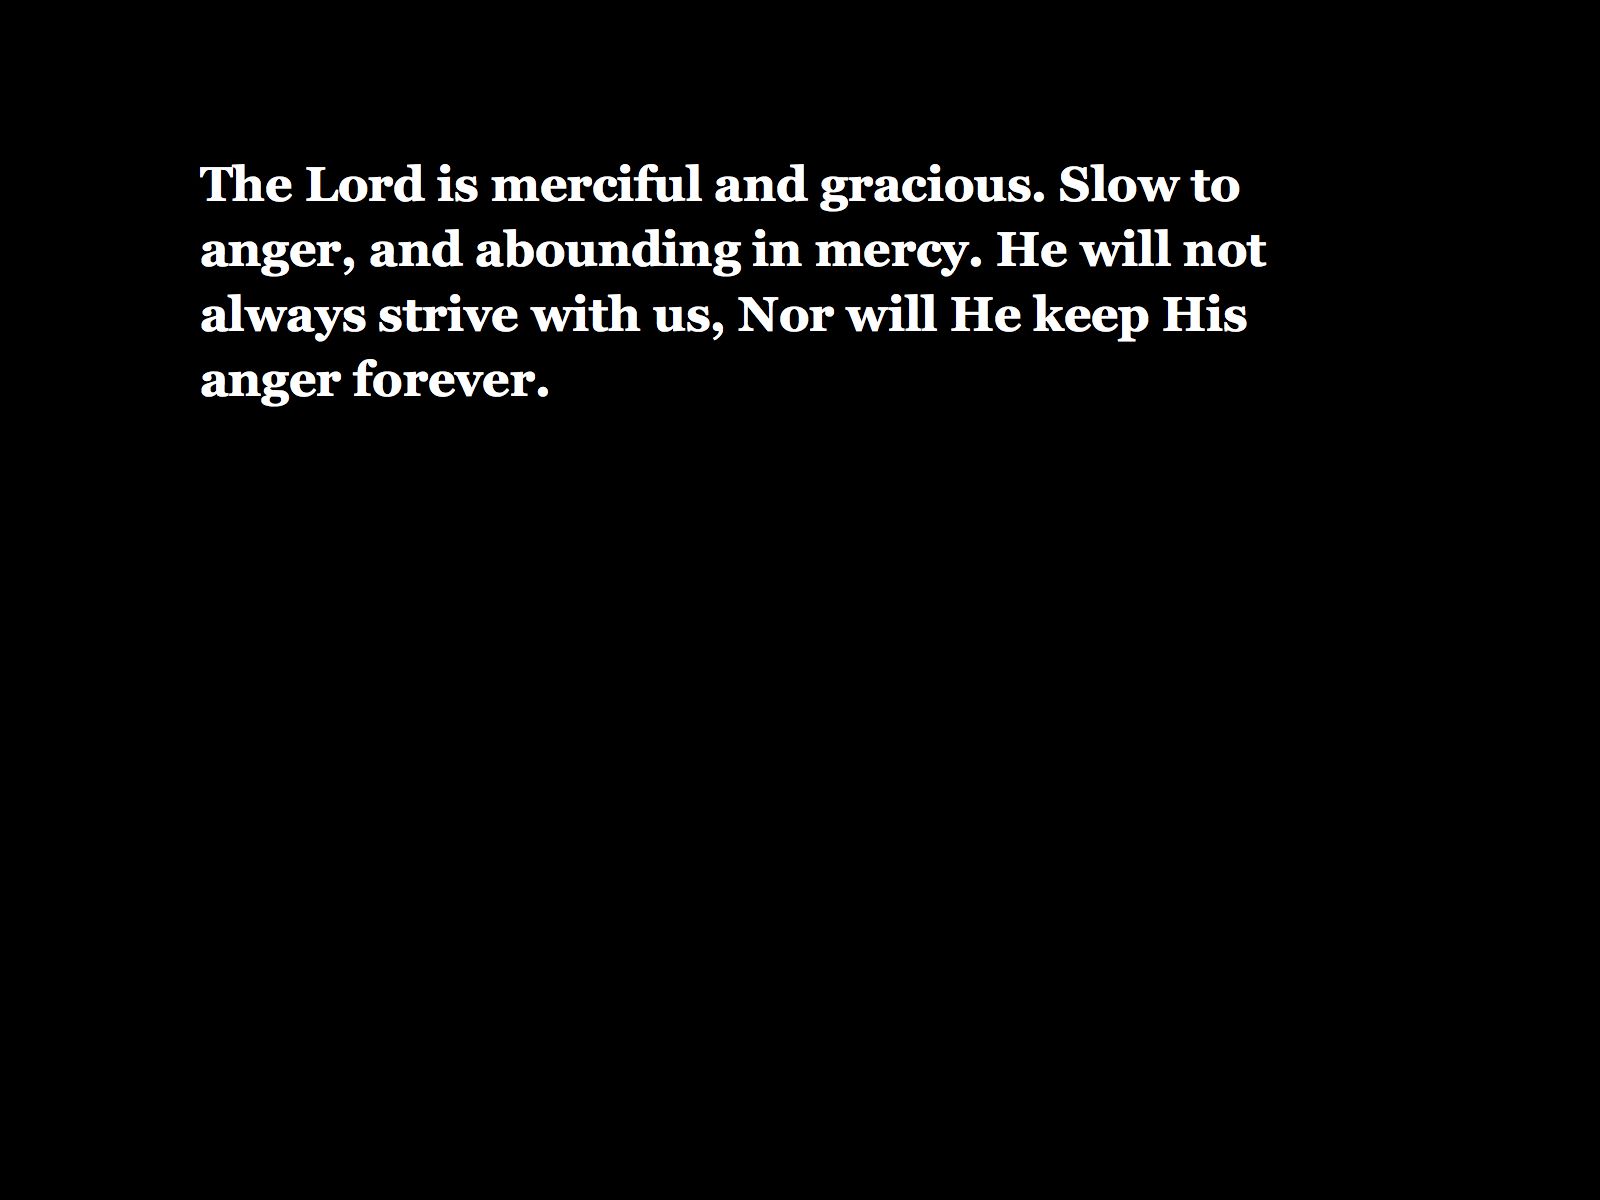 The Lord is merciful and gracious. Slow to
anger, and abounding in mercy. He will not
always strive with us, Nor will He keep His
anger forever.